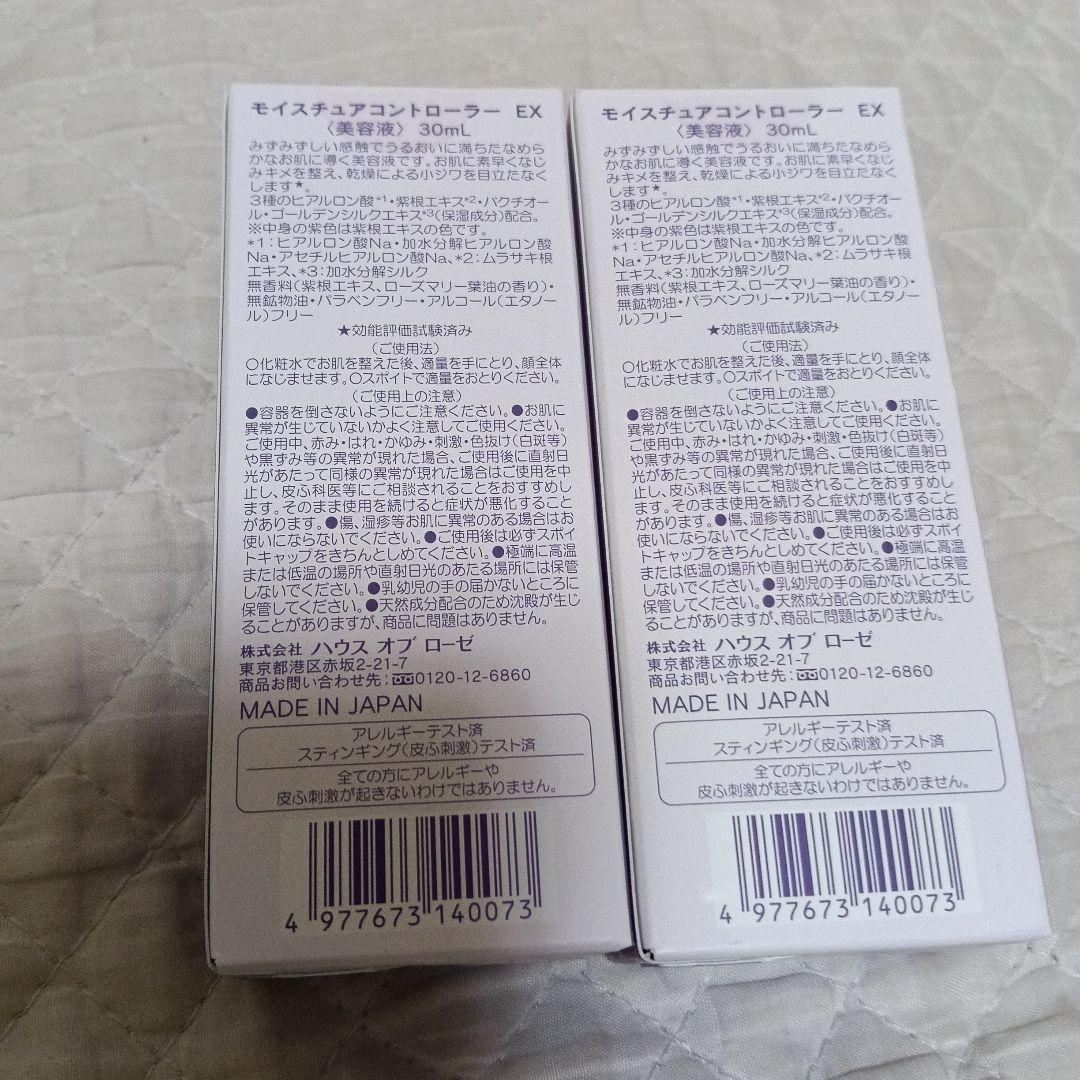 モイスチュアコントローラー EX
〈美容液〉 30mL
みずみずしい感触でうるおいに満ちたなめら
かなお肌に導く美容液です。お肌に素早くなじ
みキメを整え、乾燥による小ジワを目立たなく
します★。
3種のヒアルロン酸*1・紫根エキス*2・バクチオー
ル・ゴールデンシルクエキス*3(保湿成分)配合。
※中身の紫色は紫根エキスの色です。
*1：ヒアルロン酸Na・加水分解ヒアルロン酸
Na・アセチルヒアルロン酸Na、*2：ムラサキ根
エキス、*3：加水分解シルク
無香料(紫根エキス、ローズマリー葉油の香り)・
無鉱物油・パラベンフリー・アルコール(エタノー
ル)フリー
★効能評価試験済み
〈ご使用法〉
○化粧水でお肌を整えた後、適量を手にとり、顔全体
になじませます。○スポイトで適量をおとりください。
〈ご使用上の注意〉
●容器を倒さないようにご注意ください。●お肌に
異常が生じていないかよく注意してご使用ください。
ご使用中、赤み・はれ・かゆみ・刺激・色抜け(白斑等)
や黒ずみ等の異常が現れた場合、ご使用後に直射日
光があたって同様の異常が現れた場合はご使用を中
止し、皮ふ科医等にご相談されることをおすすめし
ます。そのまま使用を続けると症状が悪化すること
があります。●傷、湿疹等お肌に異常のある場合はお
使いにならないでください。●ご使用後は必ずスポイ
トキャップをきちんとしめてください。●極端に高温
または低温の場所や直射日光のあたる場所には保管
しないでください。●乳幼児の手の届かないところに
保管してください。●天然成分配合のため沈殿が生じ
ることがありますが、商品に問題はありません。
株式会社 ハウス オブ ローゼ
東京都港区赤坂2-21-7
商品お問い合わせ先：0120-12-6860
MADE IN JAPAN
アレルギーテスト済
スティンギング(皮ふ刺激)テスト済
全ての方にアレルギーや
皮ふ刺激が起きないわけではありません。
4 977673 140073
モイスチュアコントローラー EX
〈美容液〉 30mL
みずみずしい感触でうるおいに満ちたなめら
かなお肌に導く美容液です。お肌に素早くなじ
みキメを整え、乾燥による小ジワを目立たなく
します★。
3種のヒアルロン酸*1・紫根エキス*2・バクチオー
ル・ゴールデンシルクエキス*3(保湿成分)配合。
※中身の紫色は紫根エキスの色です。
*1：ヒアルロン酸Na・加水分解ヒアルロン酸
Na・アセチルヒアルロン酸Na、*2：ムラサキ根
エキス、*3：加水分解シルク
無香料(紫根エキス、ローズマリー葉油の香り)・
無鉱物油・パラベンフリー・アルコール(エタノー
ル)フリー
★効能評価試験済み
〈ご使用法〉
○化粧水でお肌を整えた後、適量を手にとり、顔全体
になじませます。○スポイトで適量をおとりください。
〈ご使用上の注意〉
●容器を倒さないようにご注意ください。●お肌に
異常が生じていないかよく注意してご使用ください。
ご使用中、赤み・はれ・かゆみ・刺激・色抜け(白斑等)
や黒ずみ等の異常が現れた場合、ご使用後に直射日
光があたって同様の異常が現れた場合はご使用を中
止し、皮ふ科医等にご相談されることをおすすめし
ます。そのまま使用を続けると症状が悪化すること
があります。●傷、湿疹等お肌に異常のある場合はお
使いにならないでください。●ご使用後は必ずスポイ
トキャップをきちんとしめてください。●極端に高温
または低温の場所や直射日光のあたる場所には保管
しないでください。●乳幼児の手の届かないところに
保管してください。●天然成分配合のため沈殿が生じ
ることがありますが、商品に問題はありません。
株式会社 ハウス オブ ローゼ
東京都港区赤坂2-21-7
商品お問い合わせ先：0120-12-6860
MADE IN JAPAN
アレルギーテスト済
スティンギング(皮ふ刺激)テスト済
全ての方にアレルギーや
皮ふ刺激が起きないわけではありません。
4 977673 140073